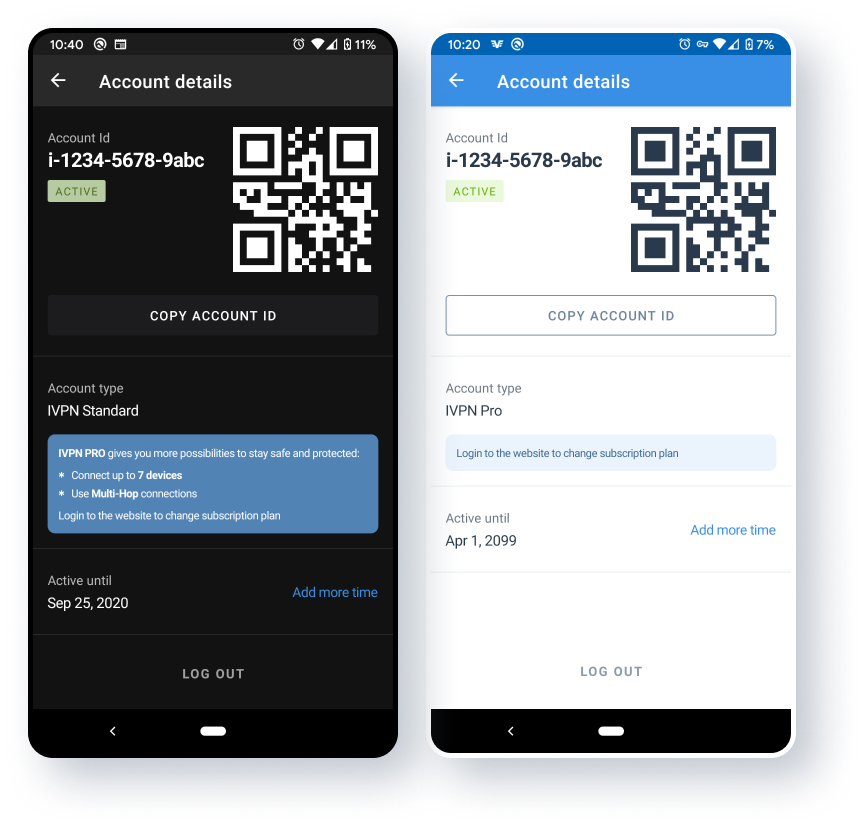 10:40
11%
Account details
Account Id
i-1234-5678-9abc
ACTIVE
COPY ACCOUNT ID
Account type
IVPN Standard
IVPN PRO gives you more possibilities to stay safe and protected:
* Connect up to 7 devices
* Use Multi-Hop connections
Login to the website to change subscription plan
Active until
Sep 25, 2020
Add more time
LOG OUT
10:20
7%
Account details
Account Id
i-1234-5678-9abc
ACTIVE
COPY ACCOUNT ID
Account type
IVPN Pro
Login to the website to change subscription plan
Active until
Apr 1, 2099
Add more time
LOG OUT